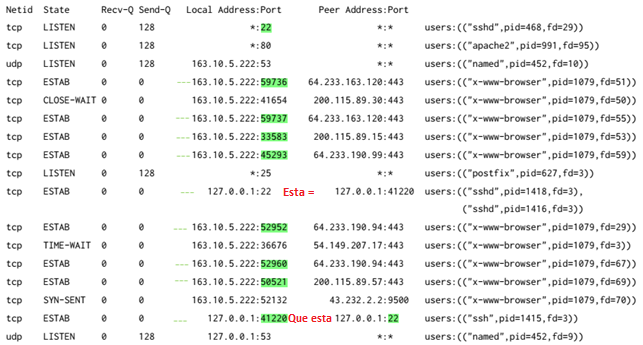 Netid State Recv-Q Send-Q Local Address:Port Peer Address:Port
tcp LISTEN 0 128 *:22 *:* users:(("sshd",pid=468,fd=29))
tcp LISTEN 0 128 *:80 *:* users:(("apache2",pid=991,fd=95))
udp LISTEN 0 128 163.10.5.222:53 *:* users:(("named",pid=452,fd=10))
tcp ESTAB 0 0 ---163.10.5.222:59736 64.233.163.120:443 users:(("x-www-browser",pid=1079,fd=51))
tcp CLOSE-WAIT 0 0 163.10.5.222:41654 200.115.89.30:443 users:(("x-www-browser",pid=1079,fd=50))
tcp ESTAB 0 0 ---163.10.5.222:59737 64.233.163.120:443 users:(("x-www-browser",pid=1079,fd=55))
tcp ESTAB 0 0 ---163.10.5.222:33583 200.115.89.15:443 users:(("x-www-browser",pid=1079,fd=53))
tcp ESTAB 0 0 ---163.10.5.222:45293 64.233.190.99:443 users:(("x-www-browser",pid=1079,fd=59))
tcp LISTEN 0 128 *:25 *:* users:(("postfix",pid=627,fd=3))
tcp ESTAB 0 0 --- 127.0.0.1:22 Esta = 127.0.0.1:41220 users:(("sshd",pid=1418,fd=3),
("sshd",pid=1416,fd=3))
tcp ESTAB 0 0 --- 163.10.5.222:52952 64.233.190.94:443 users:(("x-www-browser",pid=1079,fd=29))
tcp TIME-WAIT 0 0 163.10.5.222:36676 54.149.207.17:443 users:(("x-www-browser",pid=1079,fd=3))
tcp ESTAB 0 0 --- 163.10.5.222:52960 64.233.190.94:443 users:(("x-www-browser",pid=1079,fd=67))
tcp ESTAB 0 0 --- 163.10.5.222:50521 200.115.89.57:443 users:(("x-www-browser",pid=1079,fd=69))
tcp SYN-SENT 0 0 163.10.5.222:52132 43.232.2.2:9500 users:(("x-www-browser",pid=1079,fd=70))
tcp ESTAB 0 0 --- 127.0.0.1:41220 Que esta 127.0.0.1:22 users:(("ssh",pid=1415,fd=3))
udp LISTEN 0 128 127.0.0.1:53 *:* users:(("named",pid=452,fd=9))